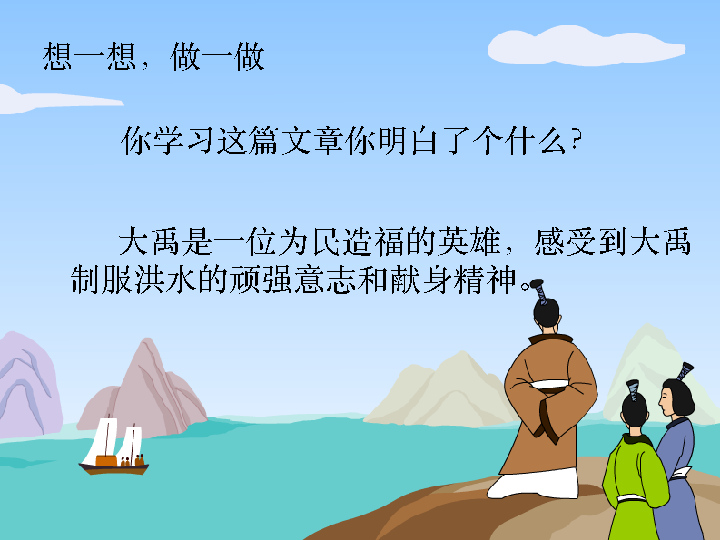 想一想，做一做
你学习这篇文章你明白了个什么?
大禹是一位为民造福的英雄，感受到大禹
制服洪水的顽强意志和献身精神。